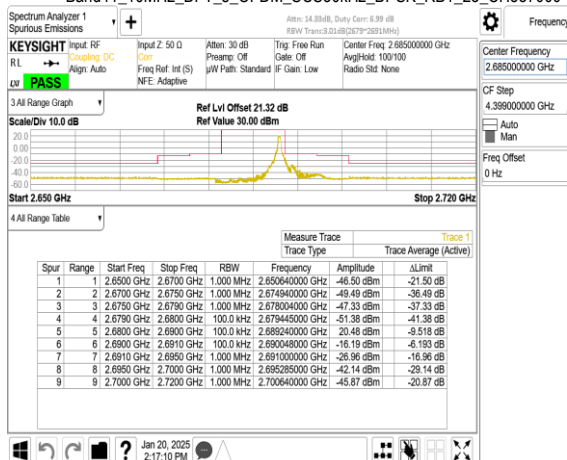 Spectrum Analyzer 1
Spurious Emissions
+
Attn: 14.33dB, Duty Corr: 6.99 dB
RBW Trans:3.01dB(2679~2691MHz)
Frequency
KEYSIGHT Input: RF Input Z: 50 Ω Atten: 30 dB Trig: Free Run Center Freq: 2.685000000 GHz
RL Coupling: DC Corr Preamp: Off Gate: Off Avg|Hold: 100/100
Align: Auto Freq Ref: Int (S) µW Path: Standard IF Gain: Low Radio Std: None
LXI PASS NFE: Adaptive
Center Frequency
2.685000000 GHz
CF Step
4.399000000 GHz
Auto
Man
Freq Offset
0 Hz
3 All Range Graph
Ref Lvl Offset 21.32 dB
Scale/Div 10.0 dB Ref Value 30.00 dBm
20.0
0.00
-20.0
-40.0
-60.0
Start 2.650 GHz Stop 2.720 GHz
4 All Range Table
Measure Trace Trace 1
Trace Type Trace Average (Active)
Spur Range Start Freq Stop Freq RBW Frequency Amplitude ΔLimit
1 1 2.6500 GHz 2.6700 GHz 1.000 MHz 2.650640000 GHz -46.50 dBm -21.50 dB
2 2 2.6700 GHz 2.6750 GHz 1.000 MHz 2.674940000 GHz -49.49 dBm -36.49 dB
3 3 2.6750 GHz 2.6790 GHz 1.000 MHz 2.678004000 GHz -47.33 dBm -37.33 dB
4 4 2.6790 GHz 2.6800 GHz 100.0 kHz 2.679445000 GHz -51.38 dBm -41.38 dB
5 5 2.6800 GHz 2.6900 GHz 100.0 kHz 2.689240000 GHz 20.48 dBm -9.518 dB
6 6 2.6900 GHz 2.6910 GHz 100.0 kHz 2.690048000 GHz -16.19 dBm -6.193 dB
7 7 2.6910 GHz 2.6950 GHz 1.000 MHz 2.691000000 GHz -26.96 dBm -16.96 dB
8 8 2.6950 GHz 2.7000 GHz 1.000 MHz 2.695285000 GHz -42.14 dBm -29.14 dB
9 9 2.7000 GHz 2.7200 GHz 1.000 MHz 2.700640000 GHz -45.87 dBm -20.87 dB
? Jan 20, 2025
2:17:10 PM